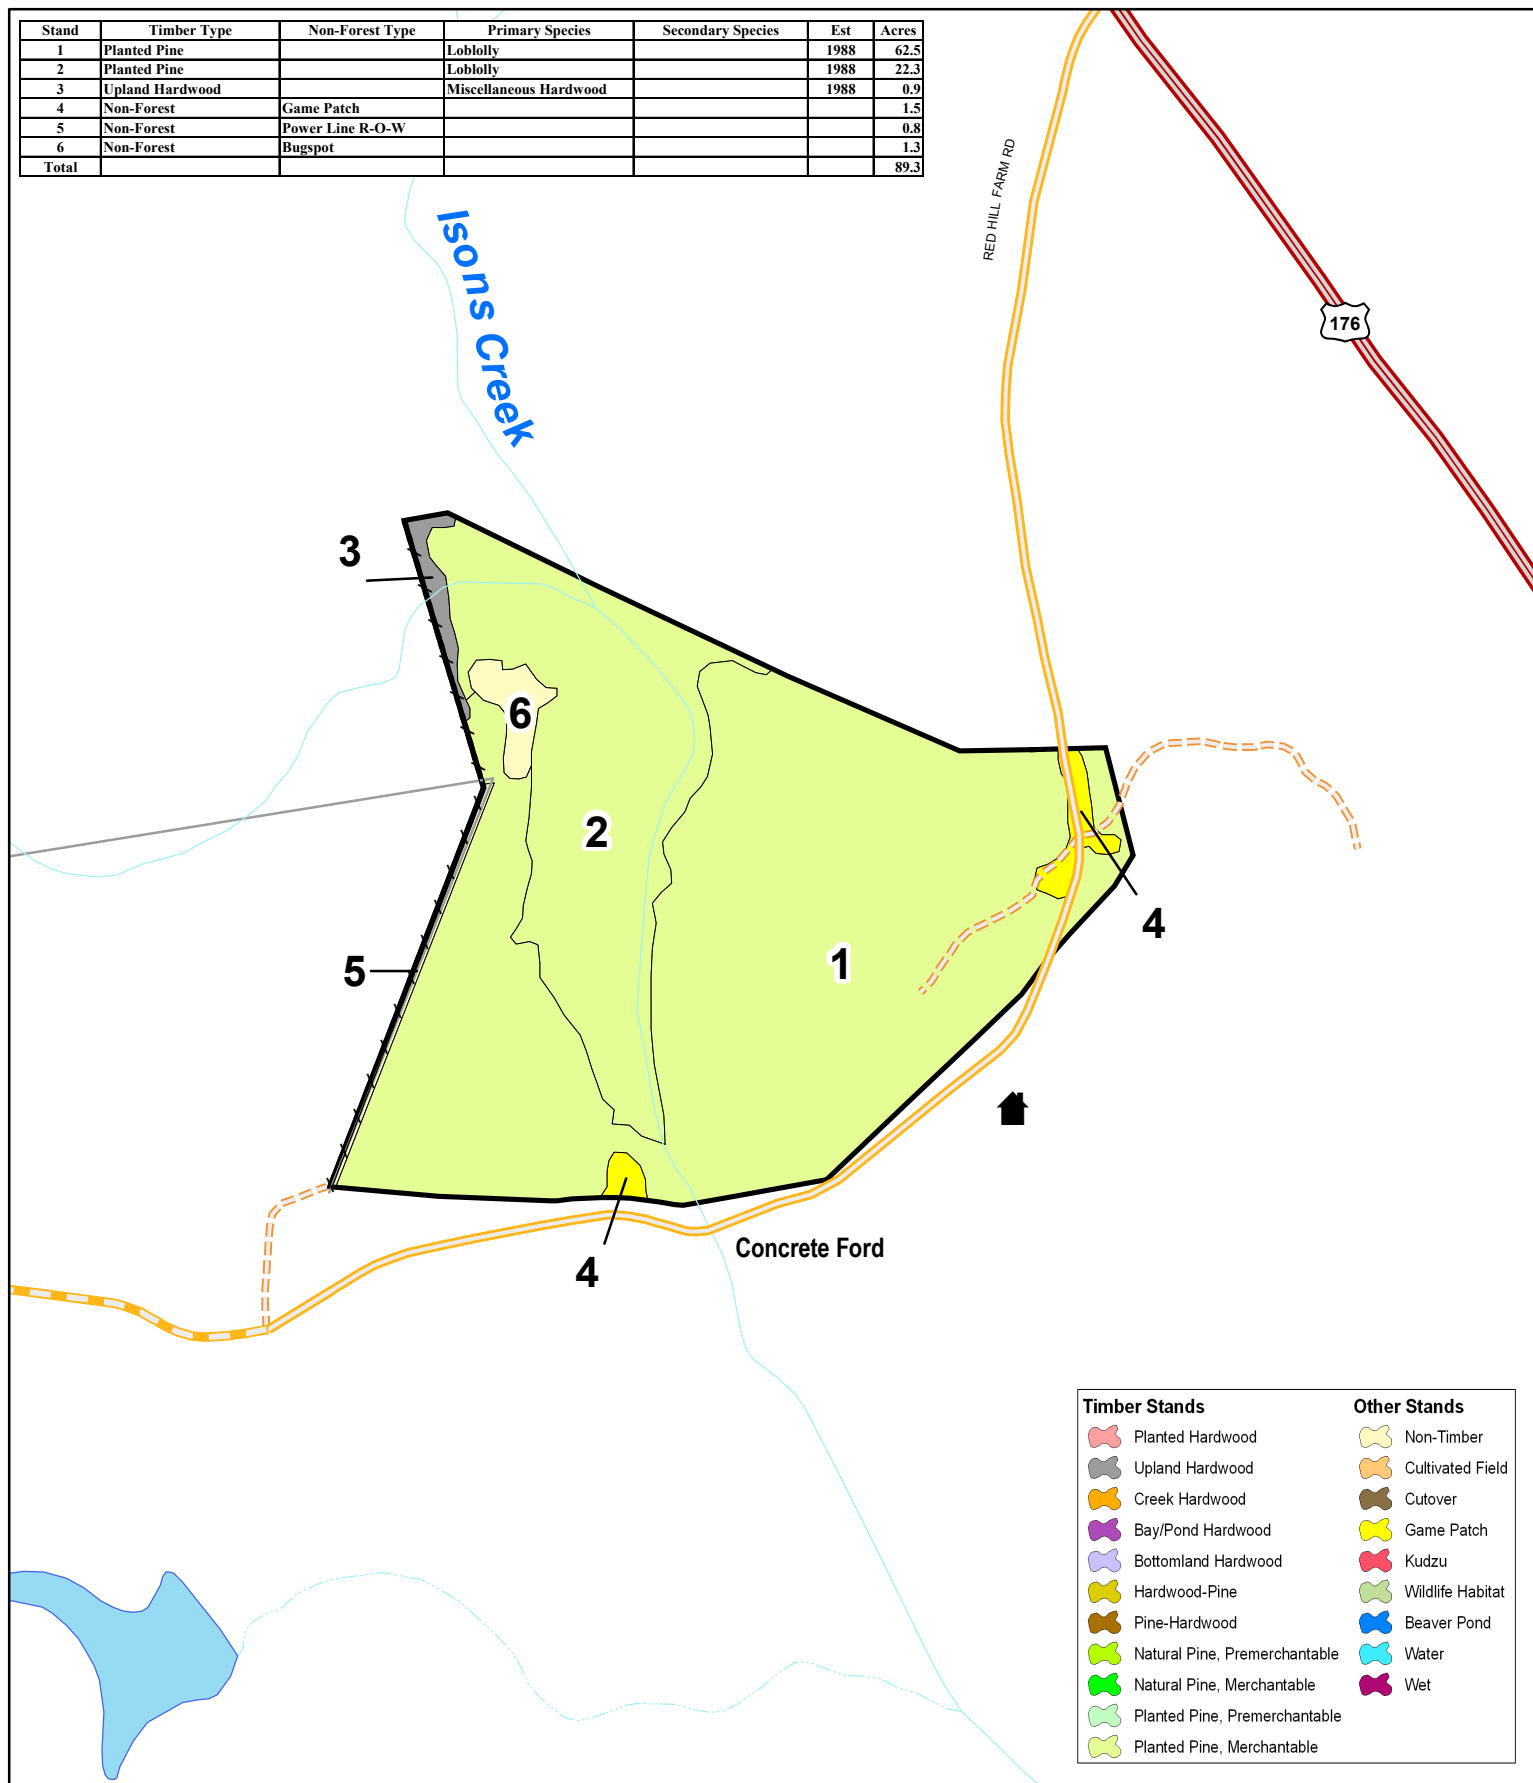 Stand Timber Type Non-Forest Type Primary Species Secondary Species Est Acres
1 Planted Pine Loblolly 1988 62.5
2 Planted Pine Loblolly 1988 22.3
3 Upland Hardwood Miscellaneous Hardwood 1988 0.9
4 Non-Forest Game Patch 1.5
5 Non-Forest Power Line R-O-W 0.8
6 Non-Forest Bugspot 1.3
Total 89.3
RED HILL FARM RD
Isons Creek
176
3
6
2
4
1
5
Concrete Ford
4
Timber Stands
Planted Hardwood
Upland Hardwood
Creek Hardwood
Bay/Pond Hardwood
Bottomland Hardwood
Hardwood-Pine
Pine-Hardwood
Natural Pine, Premerchantable
Natural Pine, Merchantable
Planted Pine, Premerchantable
Planted Pine, Merchantable
Other Stands
Non-Timber
Cultivated Field
Cutover
Game Patch
Kudzu
Wildlife Habitat
Beaver Pond
Water
Wet